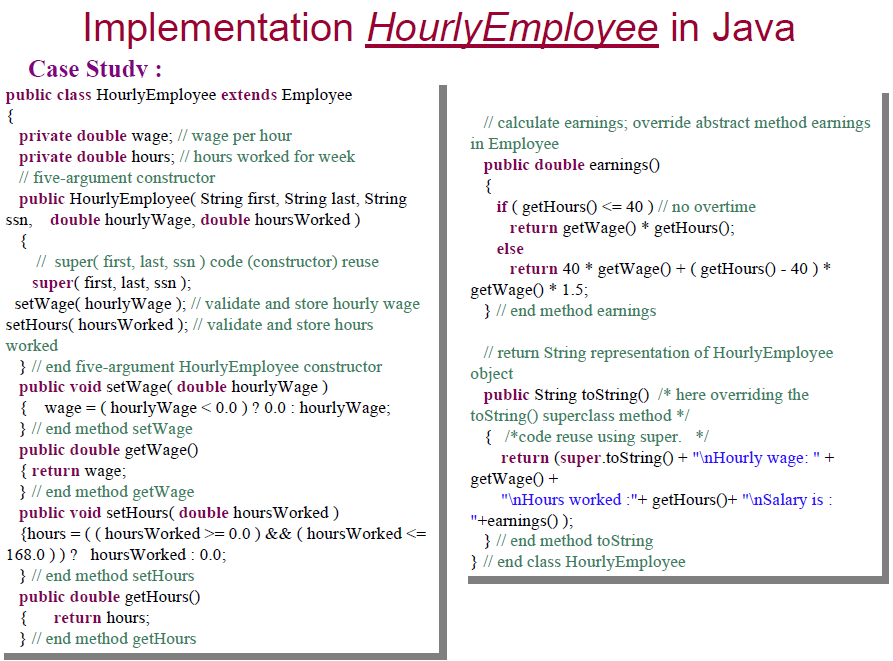 Implementation HourlyEmployee in Java
Case Study :
public class HourlyEmployee extends Employee
{
private double wage; // wage per hour
private double hours; // hours worked for week
// five-argument constructor
public HourlyEmployee( String first, String last, String
ssn, double hourlyWage, double hoursWorked )
{
// super( first, last, ssn ) code (constructor) reuse
super( first, last, ssn );
setWage( hourlyWage ); // validate and store hourly wage
setHours( hoursWorked ); // validate and store hours
worked
} // end five-argument HourlyEmployee constructor
public void setWage( double hourlyWage )
{ wage = ( hourlyWage < 0.0 ) ? 0.0 : hourlyWage;
} // end method setWage
public double getWage()
{ return wage;
} // end method getWage
public void setHours( double hoursWorked )
{hours = ( ( hoursWorked >= 0.0 ) && ( hoursWorked <=
168.0 ) ) ? hoursWorked : 0.0;
} // end method setHours
public double getHours()
{ return hours;
} // end method getHours
// calculate earnings; override abstract method earnings
in Employee
public double earnings()
{
if ( getHours() <= 40 ) // no overtime
return getWage() * getHours();
else
return 40 * getWage() + ( getHours() - 40 ) *
getWage() * 1.5;
} // end method earnings
// return String representation of HourlyEmployee
object
public String toString() /* here overriding the
toString() superclass method */
{ /*code reuse using super. */
return (super.toString() + "\nHourly wage: " +
getWage() +
"\nHours worked :"+ getHours()+ "\nSalary is :
"+earnings() );
} // end method toString
} // end class HourlyEmployee